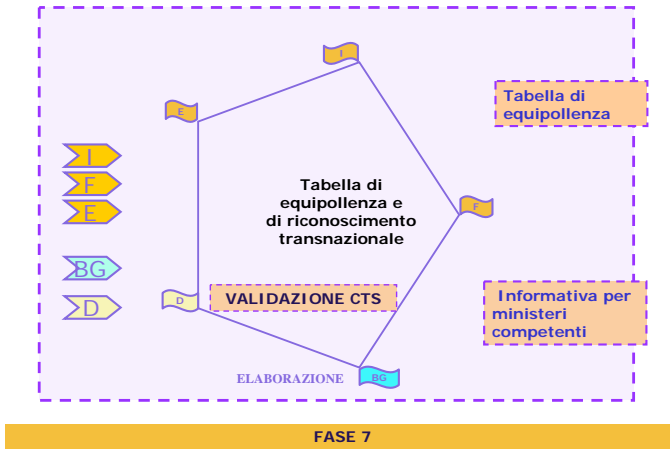 I
E
Tabella di
equipollenza
I
F
E
Tabella di
equipollenza e
di riconoscimento
transnazionale
F
BG
D
D
VALIDAZIONE CTS
Informativa per
ministeri
competenti
ELABORAZIONE
BG
FASE 7